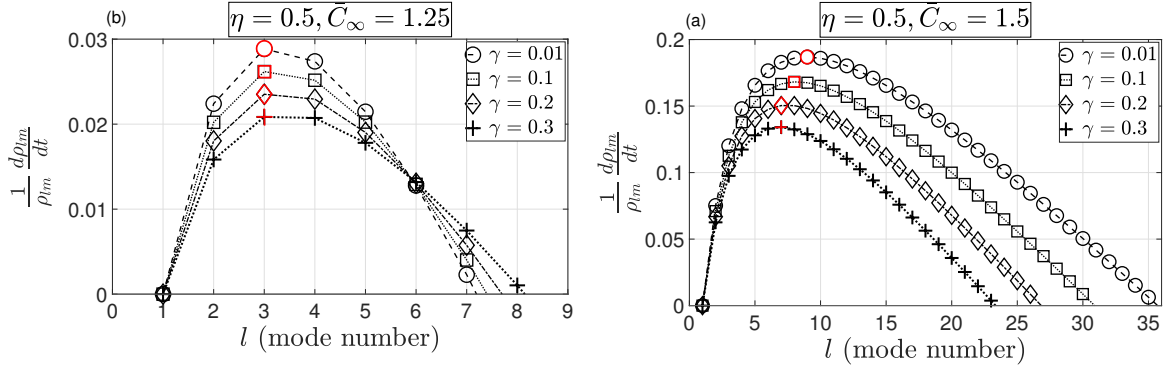 (b) η = 0.5, C̄∞ = 1.25
0.03
0.02
0.01
0
1/ρlm dρlm/dt
γ = 0.01
γ = 0.1
γ = 0.2
γ = 0.3
0 1 2 3 4 5 6 7 8 9
l (mode number)
(a) η = 0.5, C̄∞ = 1.5
0.2
0.15
0.1
0.05
0
1/ρlm dρlm/dt
γ = 0.01
γ = 0.1
γ = 0.2
γ = 0.3
0 5 10 15 20 25 30 35
l (mode number)